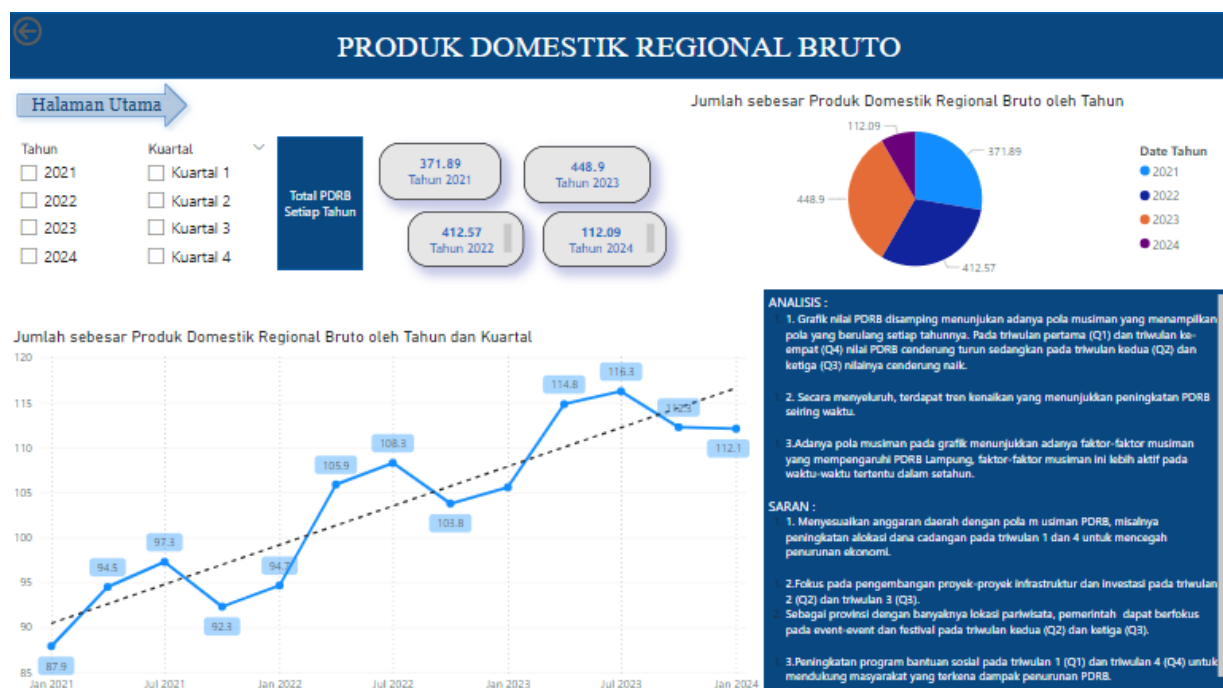 PRODUK DOMESTIK REGIONAL BRUTO
Halaman Utama
Tahun
2021
2022
2023
2024
Kuartal
Kuartal 1
Kuartal 2
Kuartal 3
Kuartal 4
Total PDRB
Setiap Tahun
371.89
Tahun 2021
448.9
Tahun 2023
412.57
Tahun 2022
112.09
Tahun 2024
Jumlah sebesar Produk Domestik Regional Bruto oleh Tahun
112.09
371.89
448.9
412.57
Date Tahun
2021
2022
2023
2024
Jumlah sebesar Produk Domestik Regional Bruto oleh Tahun dan Kuartal
120
115
110
105
100
95
90
85
87.9
94.5
97.3
92.3
94.7
105.9
108.3
103.8
114.8
116.3
112.3
112.1
Jan 2021
Jul 2021
Jan 2022
Jul 2022
Jan 2023
Jul 2023
Jan 2024
ANALISIS :
1. 1. Grafik nilai PDRB disamping menunjukan adanya pola musiman yang menampilkan
pola yang berulang setiap tahunnya. Pada triwulan pertama (Q1) dan triwulan ke-
empat (Q4) nilai PDRB cenderung turun sedangkan pada triwulan kedua (Q2) dan
ketiga (Q3) nilainya cenderung naik.
1. 2. Secara menyeluruh, terdapat tren kenaikan yang menunjukkan peningkatan PDRB
seiring waktu.
1. 3.Adanya pola musiman pada grafik menunjukkan adanya faktor-faktor musiman
yang mempengaruhi PDRB Lampung, faktor-faktor musiman ini lebih aktif pada
waktu-waktu tertentu dalam setahun.
SARAN :
1. 1. Menyesuaikan anggaran daerah dengan pola m usiman PDRB, misalnya
peningkatan alokasi dana cadangan pada triwulan 1 dan 4 untuk mencegah
penurunan ekonomi.
1. 2.Fokus pada pengembangan proyek-proyek infrastruktur dan investasi pada triwulan
2 (Q2) dan triwulan 3 (Q3).
2. Sebagai provinsi dengan banyaknya lokasi pariwisata, pemerintah dapat berfokus
pada event-event dan festival pada triwulan kedua (Q2) dan ketiga (Q3).
1. 3.Peningkatan program bantuan sosial pada triwulan 1 (Q1) dan triwulan 4 (Q4) untuk
mendukung masyarakat yang terkena dampak penurunan PDRB.